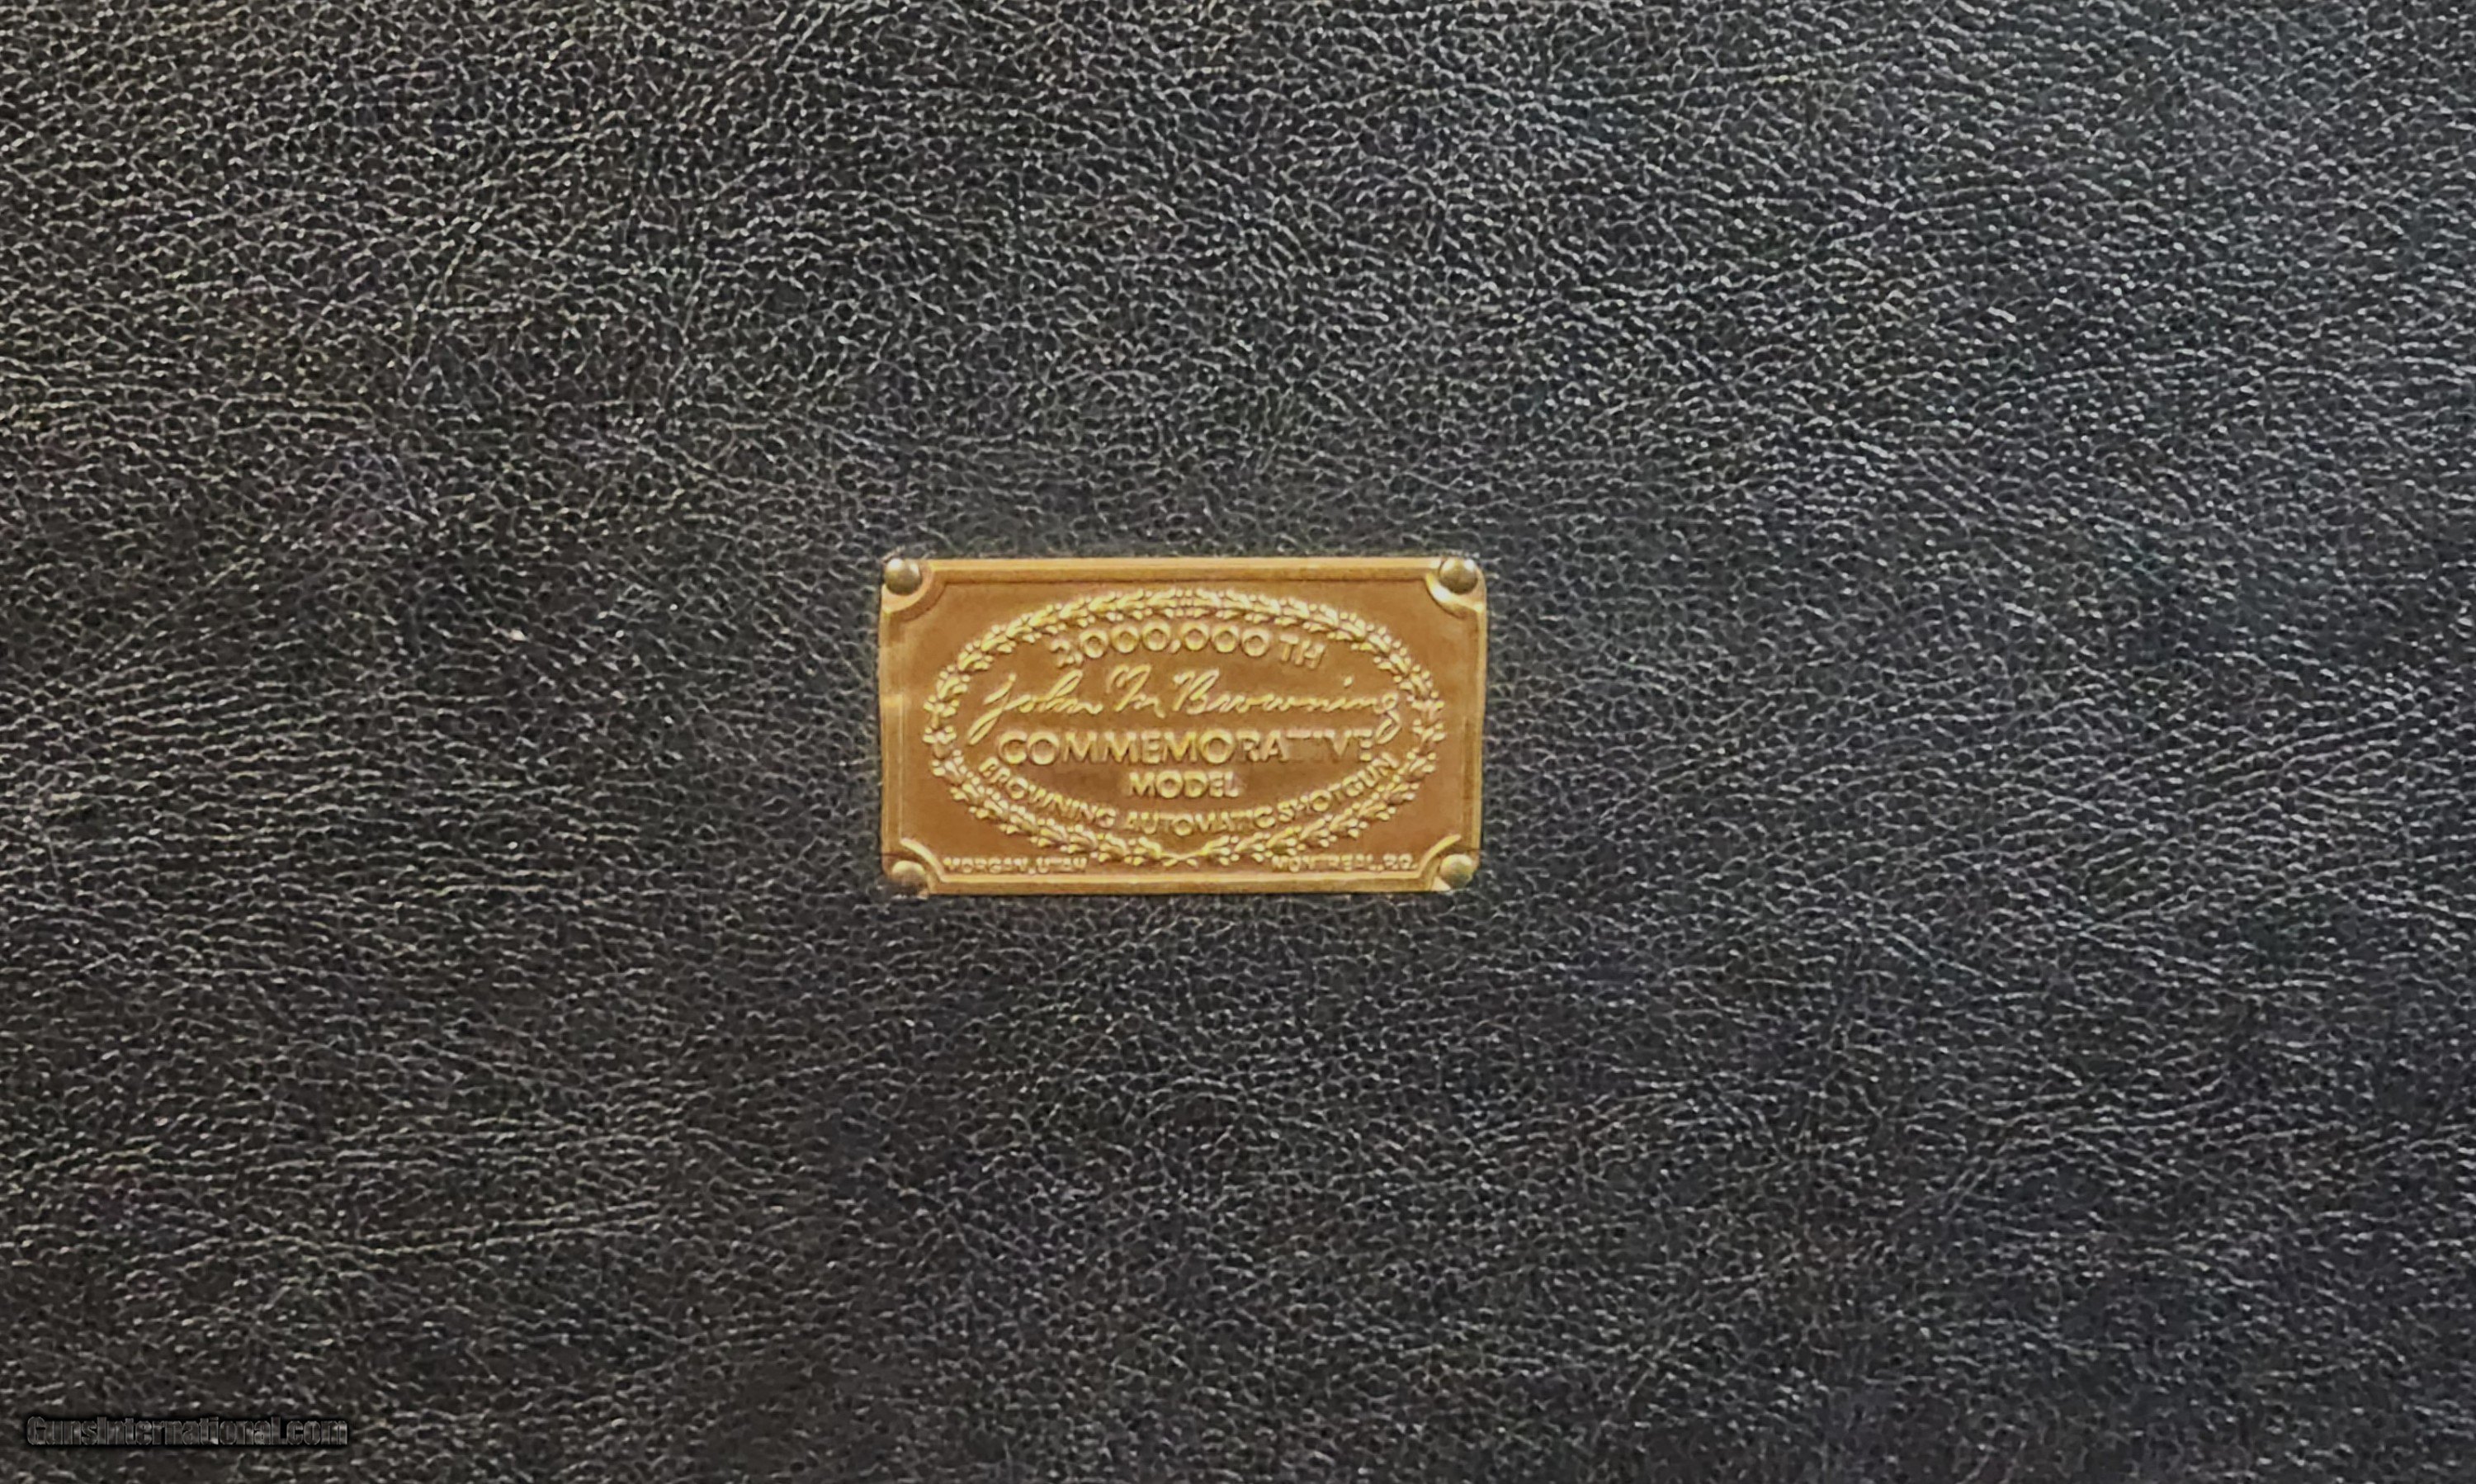 2,000,000 TH
John M Browning
COMMEMORATIVE
MODEL
BROWNING AUTOMATIC SHOTGUN
MORGAN, UTAH MONTREAL, P.Q.
GunsInternational.com